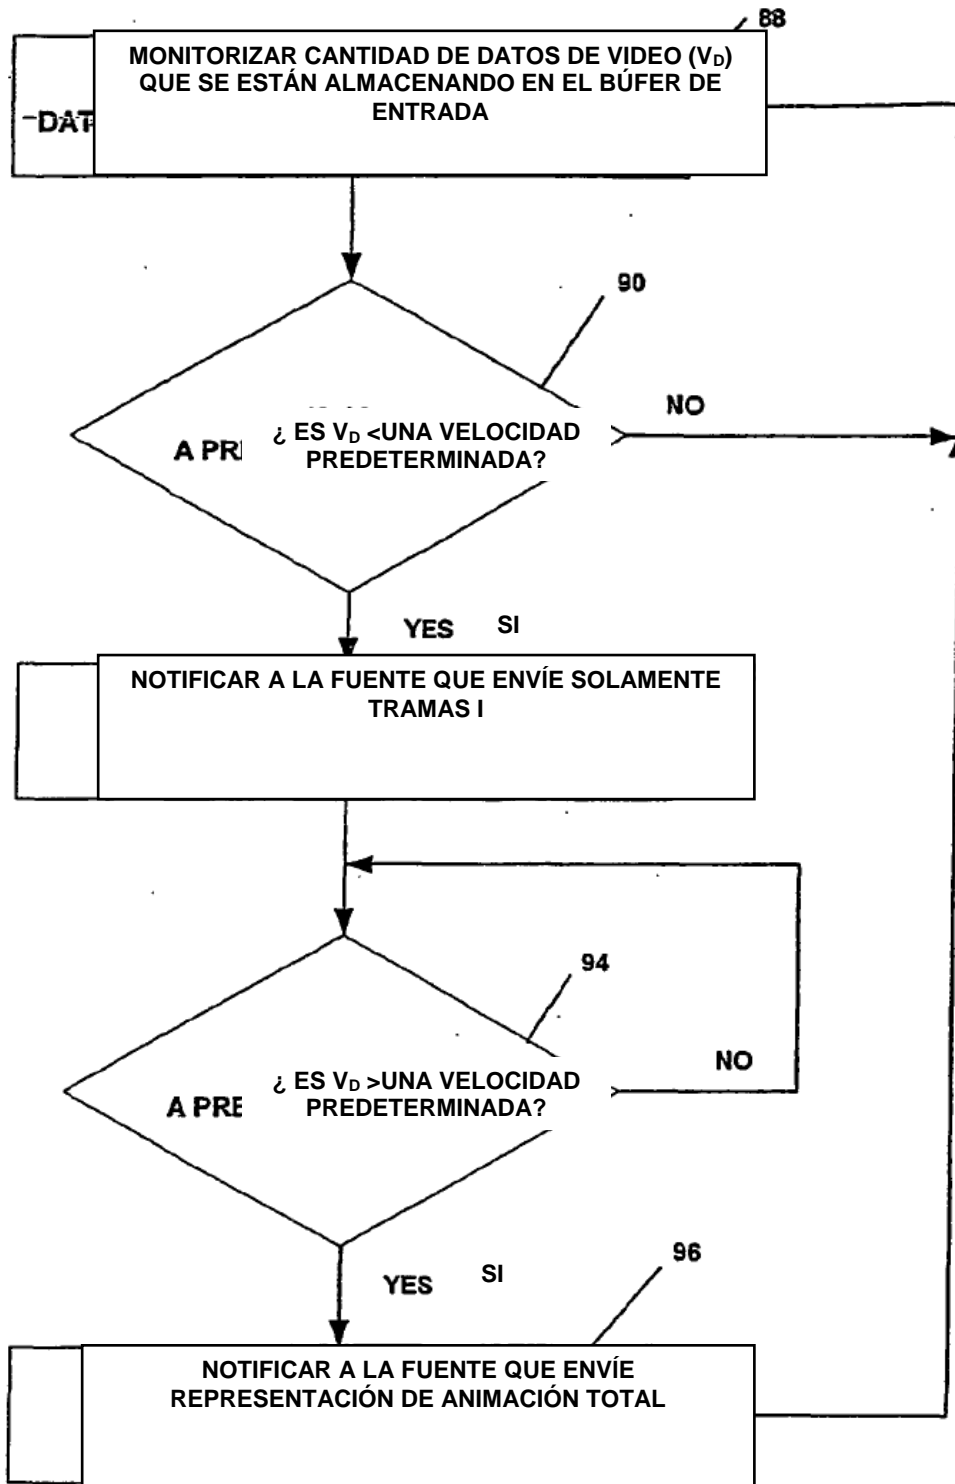 88
MONITORIZAR CANTIDAD DE DATOS DE VIDEO (VD)
QUE SE ESTÁN ALMACENANDO EN EL BÚFER DE
ENTRADA
DAT
90
NO
¿ ES VD <UNA VELOCIDAD
PREDETERMINADA?
A PRE
YES SI
NOTIFICAR A LA FUENTE QUE ENVÍE SOLAMENTE
TRAMAS I
94
NO
¿ ES VD >UNA VELOCIDAD
PREDETERMINADA?
A PRE
YES SI
96
NOTIFICAR A LA FUENTE QUE ENVÍE
REPRESENTACIÓN DE ANIMACIÓN TOTAL